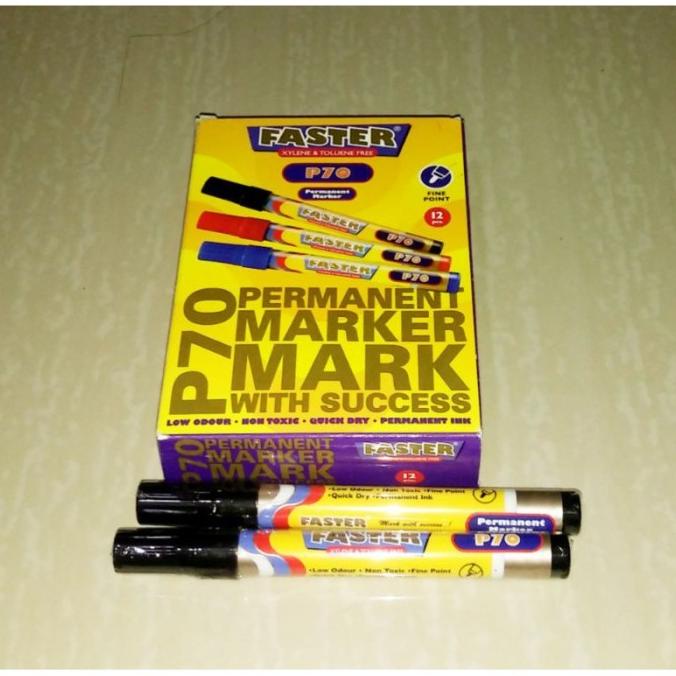 FASTER®
XYLENE & TOLUENE FREE
P70
Permanent
Marker
FINE
POINT
12
pcs.
FASTER
P70
FASTER
P70
FASTER
P70
P70
PERMANENT
MARKER
MARK
WITH SUCCESS
LOW ODOUR • NON TOXIC • QUICK DRY • PERMANENT INK
P70
PERMANENT
MARKER
MARK
FASTER
12
•Low Odour • Non Toxic •Fine Point
•Quick Dry •Permanent Ink
FASTER
Mark with success..!
Permanent
Marker
FASTER
P70
•Low Odour • Non Toxic •Fine Point